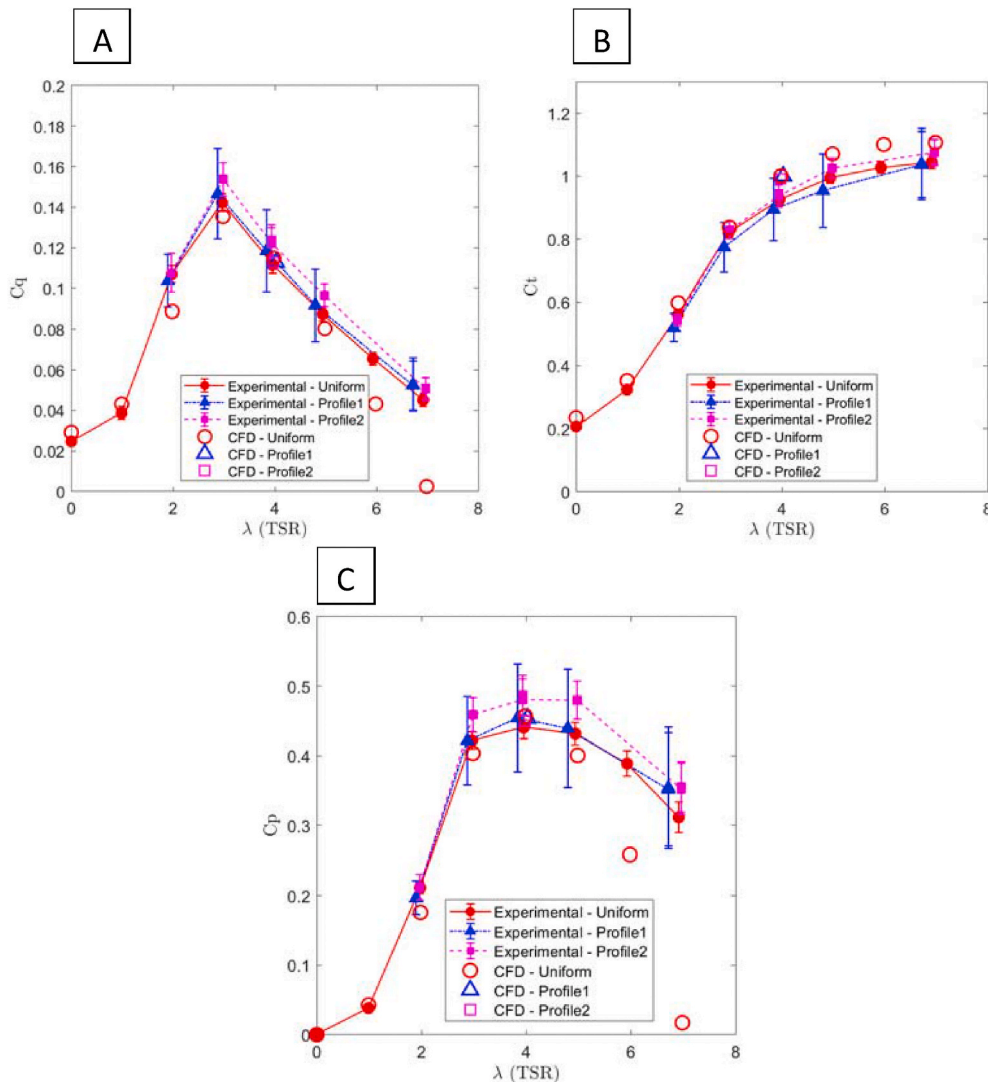 A
0.2
0.18
0.16
0.14
0.12
0.1
0.08
0.06
0.04
0.02
0
Cq
Experimental - Uniform
Experimental - Profile1
Experimental - Profile2
CFD - Uniform
CFD - Profile1
CFD - Profile2
0 2 4 6 8
λ (TSR)
B
1.2
1
0.8
0.6
0.4
0.2
0
Ct
Experimental - Uniform
Experimental - Profile1
Experimental - Profile2
CFD - Uniform
CFD - Profile1
CFD - Profile2
0 2 4 6 8
λ (TSR)
C
0.6
0.5
0.4
0.3
0.2
0.1
0
Cp
Experimental - Uniform
Experimental - Profile1
Experimental - Profile2
CFD - Uniform
CFD - Profile1
CFD - Profile2
0 2 4 6 8
λ (TSR)